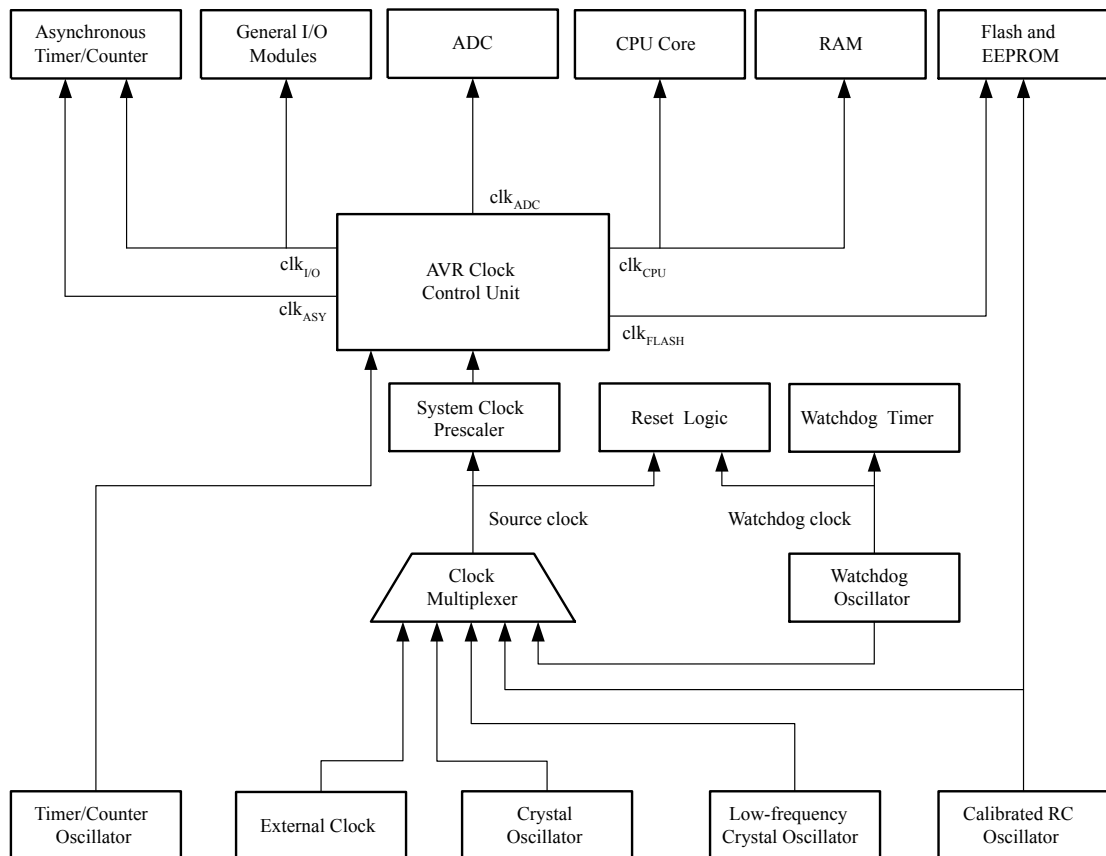 Asynchronous
Timer/Counter
General I/O
Modules
ADC
CPU Core
RAM
Flash and
EEPROM
clkADC
clkI/O
AVR Clock
Control Unit
clkCPU
clkASY
clkFLASH
System Clock
Prescaler
Reset Logic
Watchdog Timer
Source clock
Watchdog clock
Clock
Multiplexer
Watchdog
Oscillator
Timer/Counter
Oscillator
External Clock
Crystal
Oscillator
Low-frequency
Crystal Oscillator
Calibrated RC
Oscillator